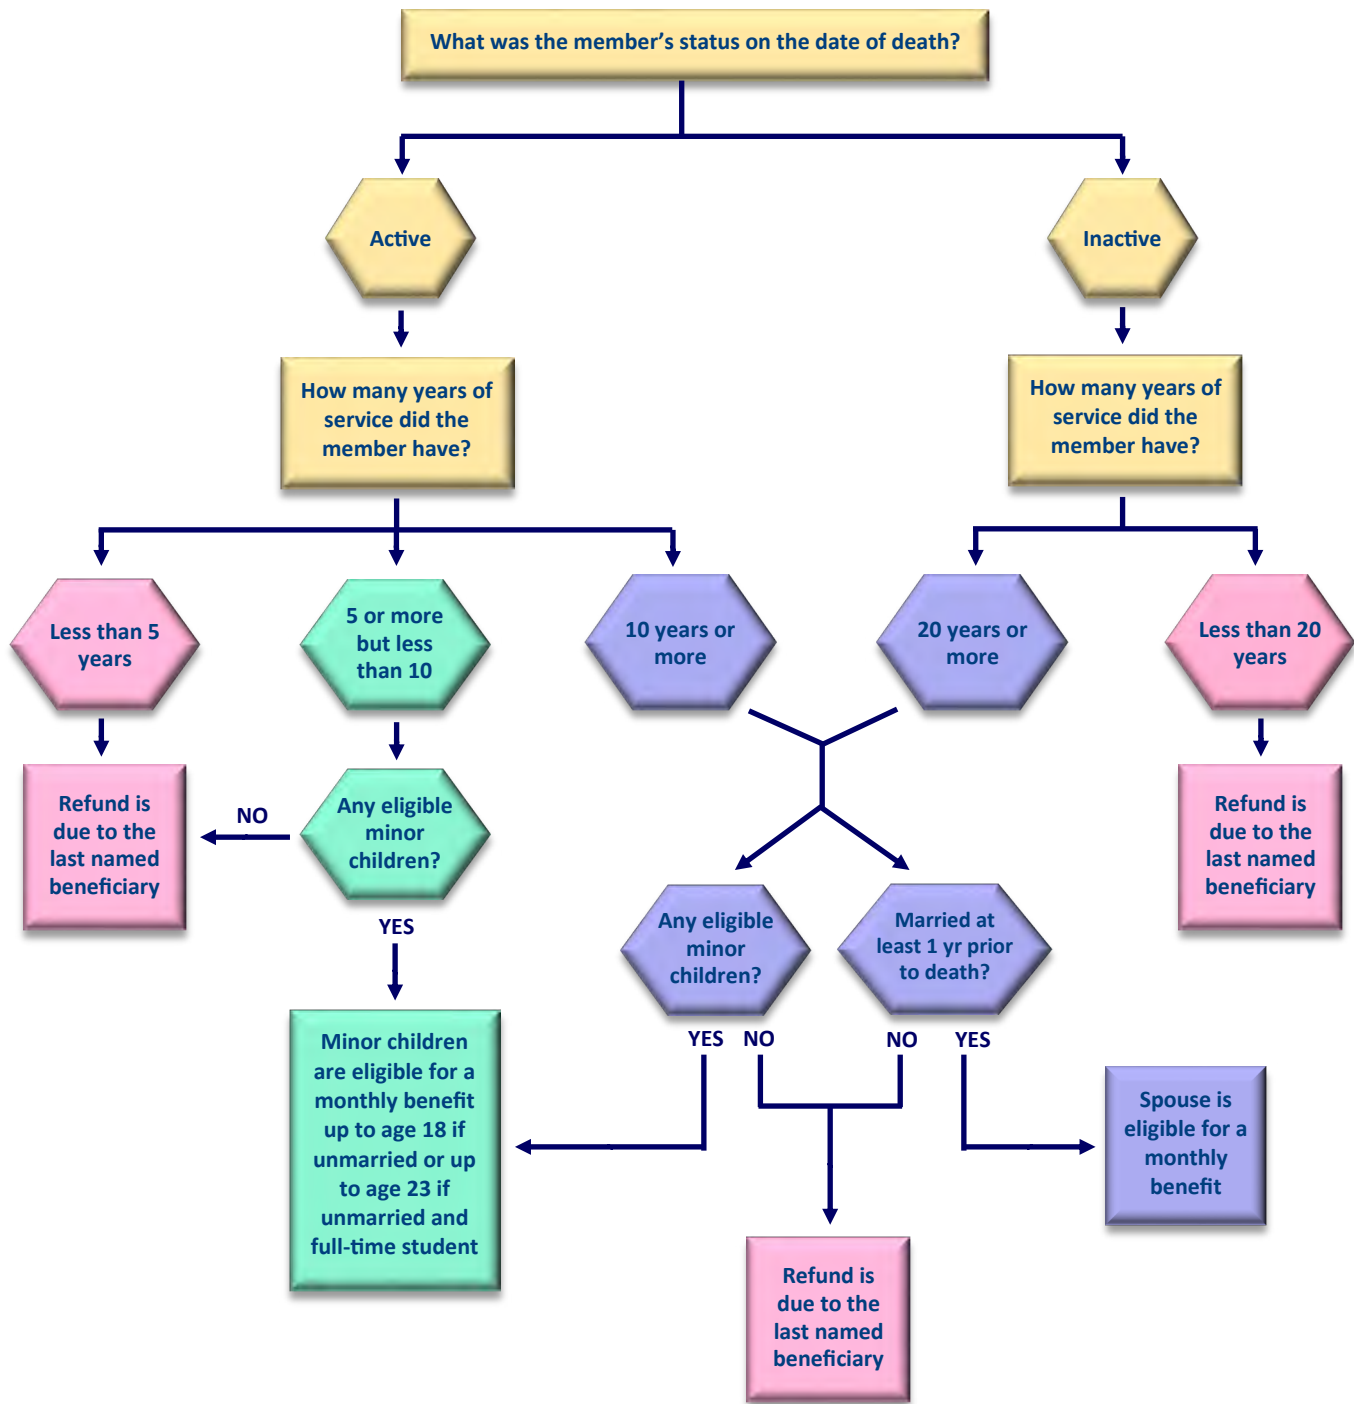 What was the member’s status on the date of death?
Active
Inactive
How many years of
service did the
member have?
How many years of
service did the
member have?
Less than 5
years
5 or more
but less
than 10
10 years or
more
20 years or
more
Less than 20
years
Refund is
due to the
last named
beneficiary
NO
Any eligible
minor
children?
Refund is
due to the
last named
beneficiary
YES
Any eligible
minor
children?
Married at
least 1 yr prior
to death?
YES NO
NO YES
Minor children
are eligible for a
monthly benefit
up to age 18 if
unmarried or up
to age 23 if
unmarried and
full-time student
Spouse is
eligible for a
monthly
benefit
Refund is
due to the
last named
beneficiary